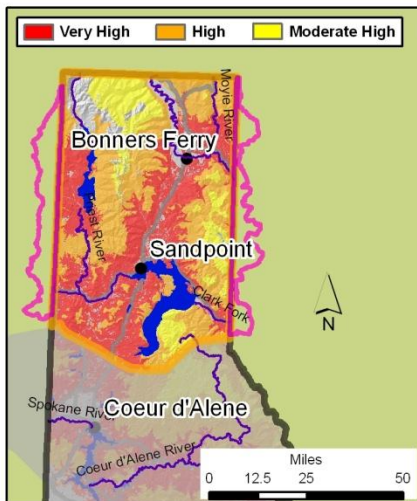 Very High High Moderate High
Moyie River
Bonners Ferry
Priest River
Sandpoint
Clark Fork
N
Coeur d'Alene
Spokane River
Coeur d'Alene River
Miles
0 12.5 25 50